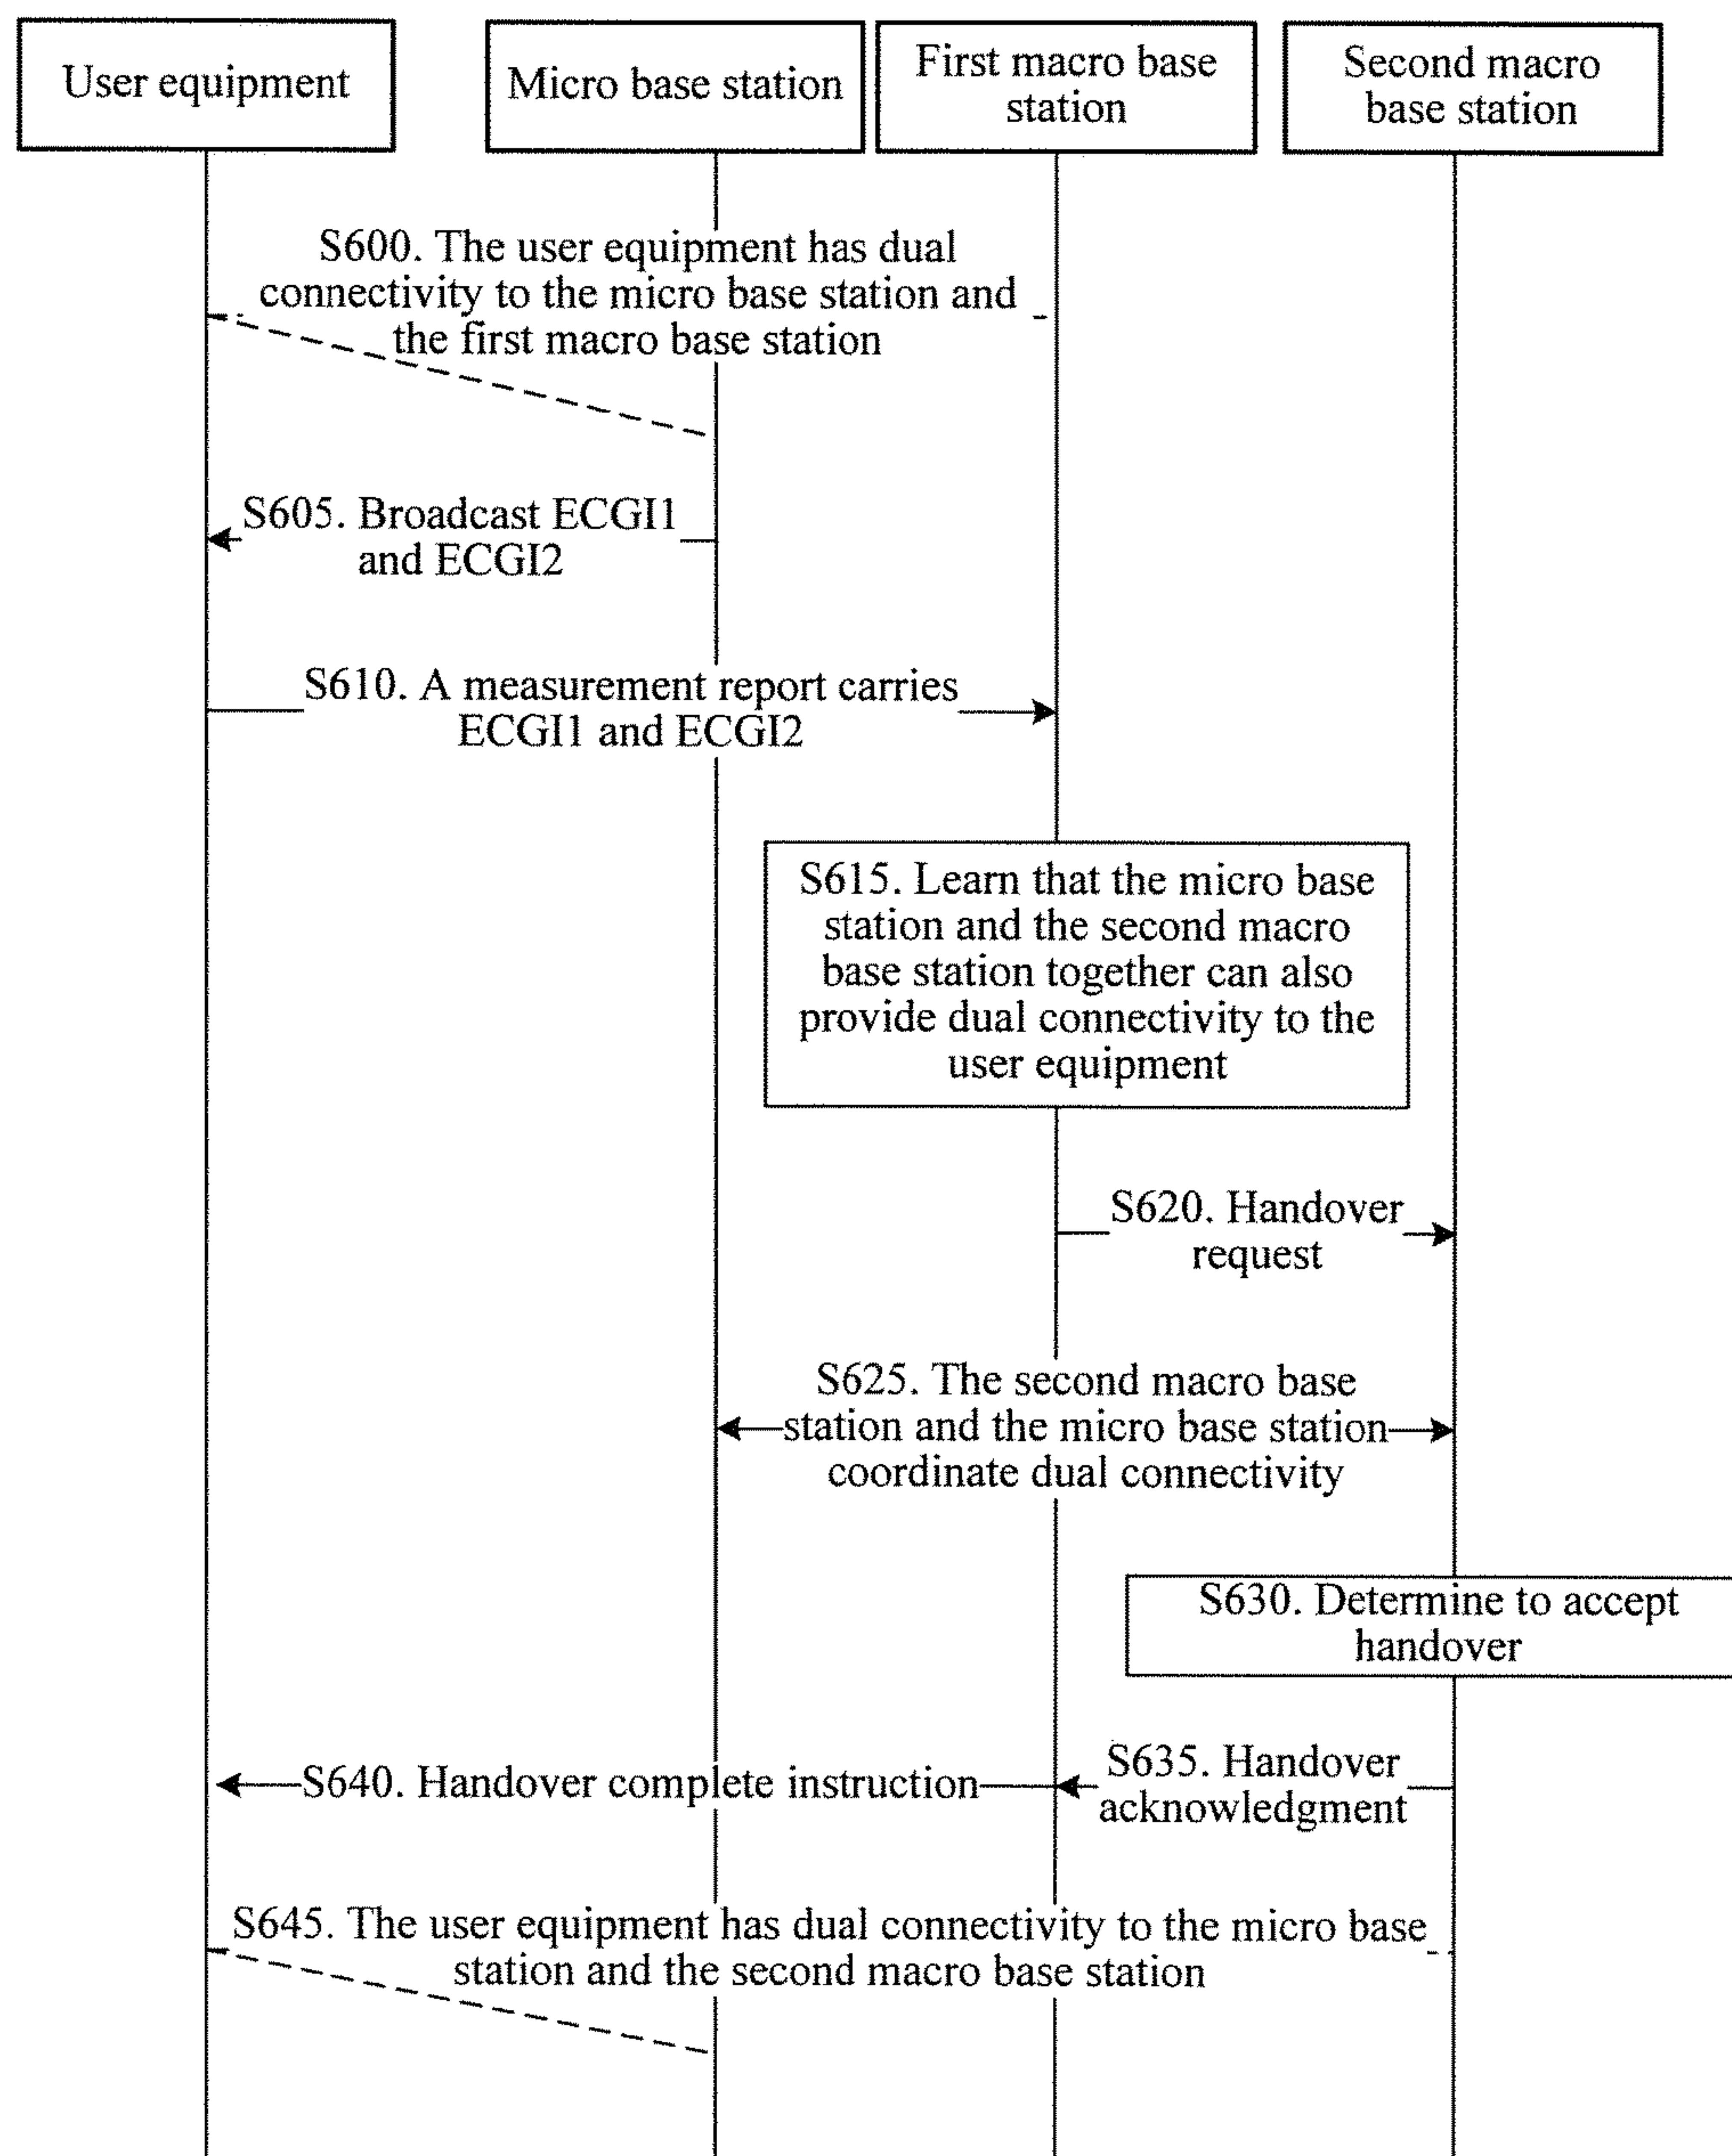 User equipment
Micro base station
First macro base
station
Second macro
base station
S600. The user equipment has dual
connectivity to the micro base station and
the first macro base station
S605. Broadcast ECGI1
and ECGI2
S610. A measurement report carries
ECGI1 and ECGI2
S615. Learn that the micro base
station and the second macro
base station together can also
provide dual connectivity to the
user equipment
S620. Handover
request
S625. The second macro base
station and the micro base station
coordinate dual connectivity
S630. Determine to accept
handover
S635. Handover
acknowledgment
S640. Handover complete instruction
S645. The user equipment has dual connectivity to the micro base
station and the second macro base station